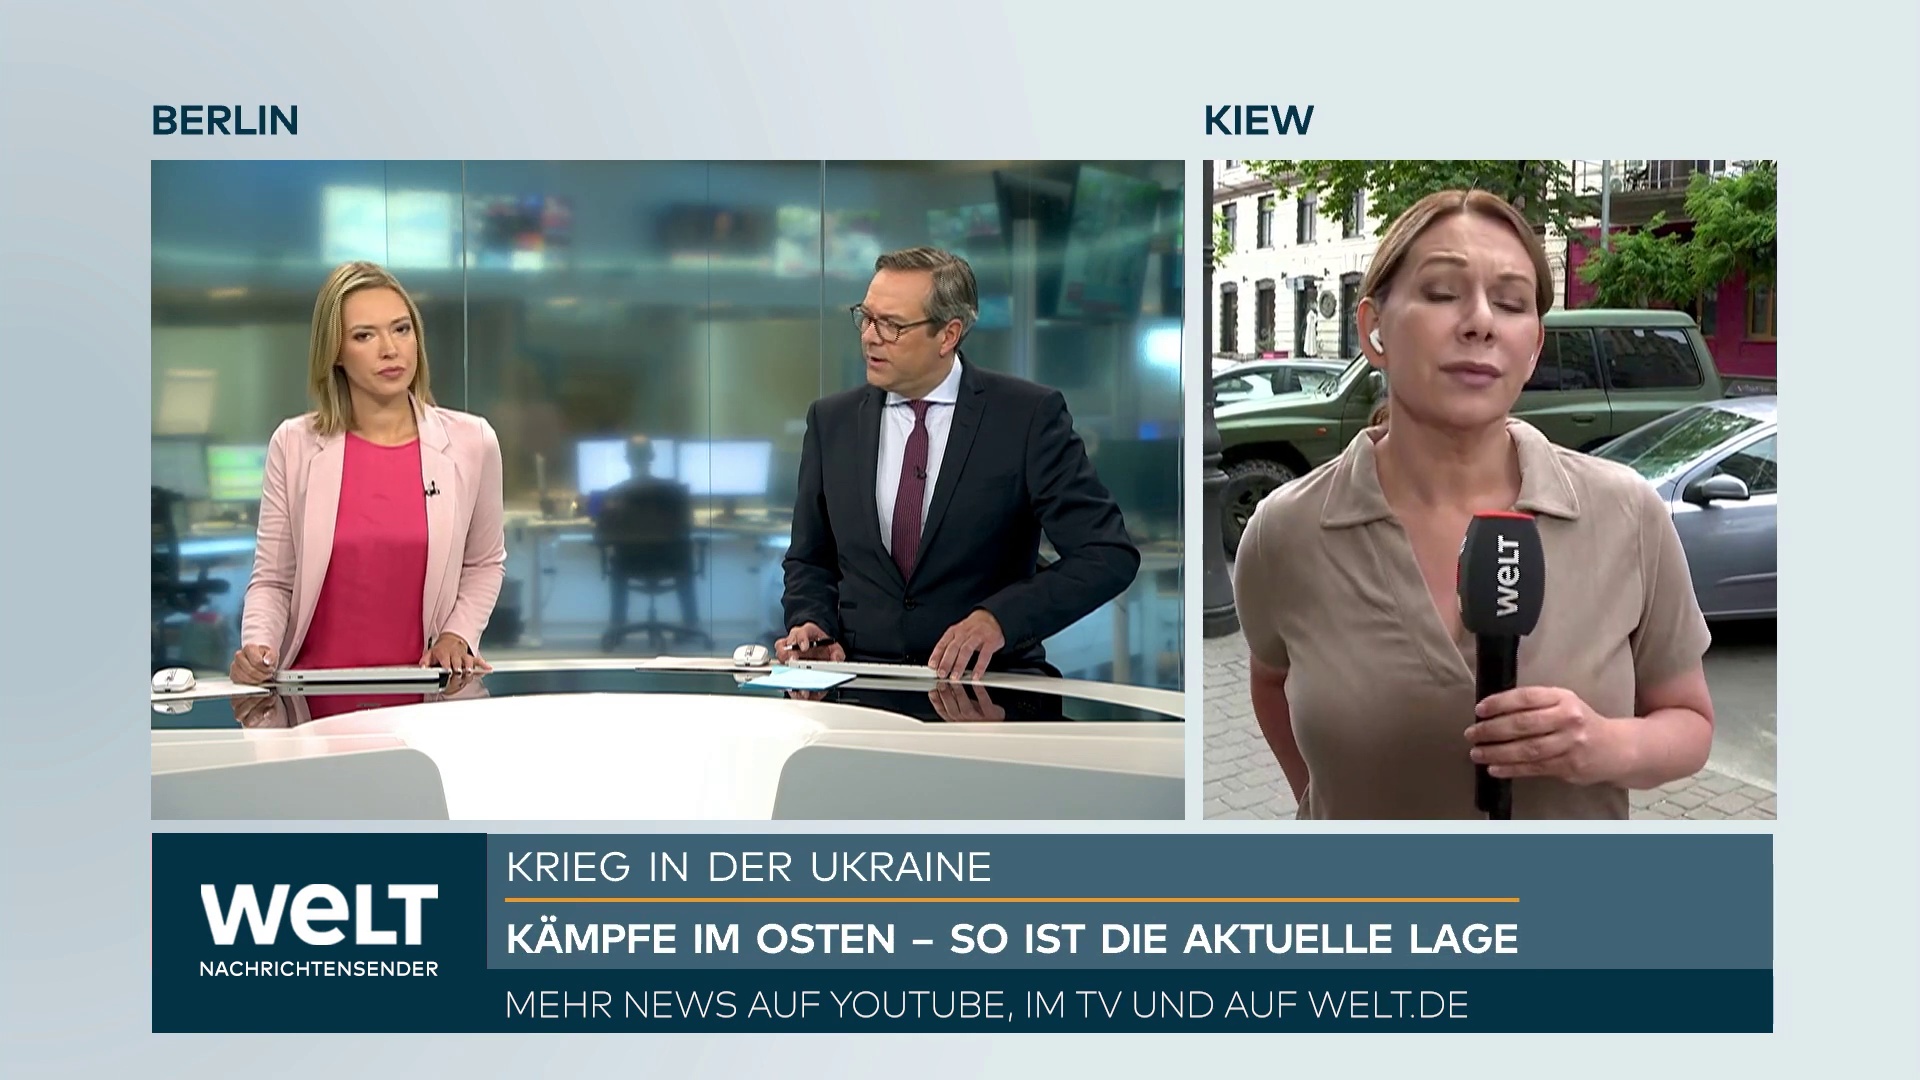 BERLIN
KIEW
WELT
WELT
NACHRICHTENSENDER
KRIEG IN DER UKRAINE
KÄMPFE IM OSTEN – SO IST DIE AKTUELLE LAGE
MEHR NEWS AUF YOUTUBE, IM TV UND AUF WELT.DE